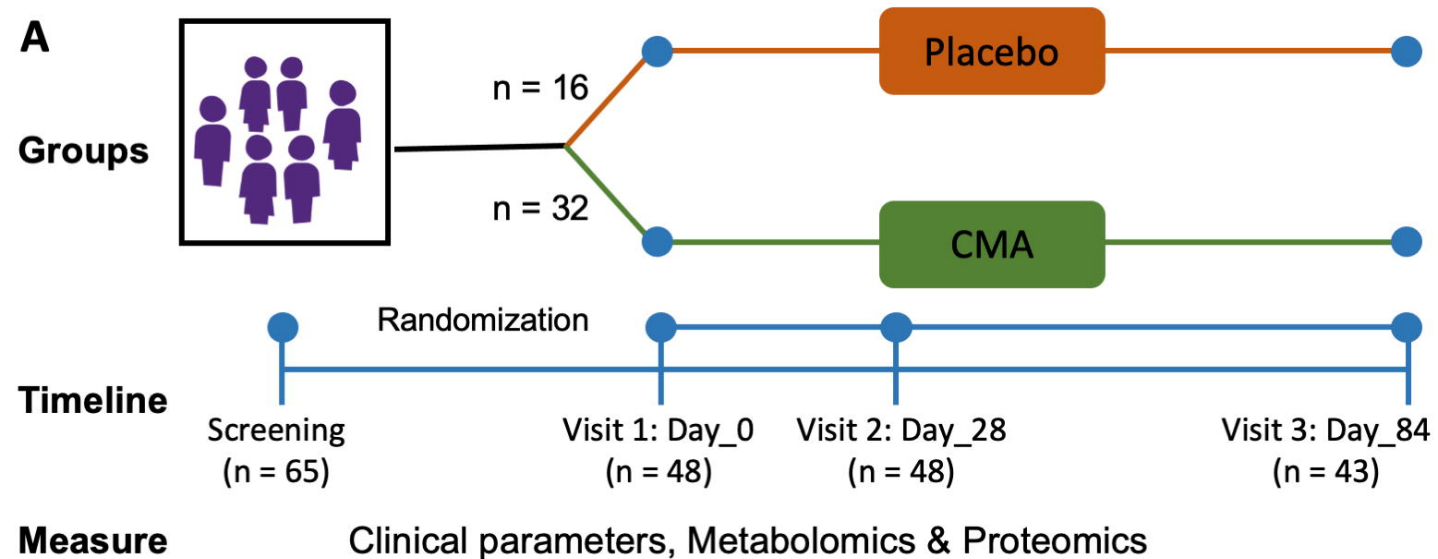 A
Groups
n = 16
Placebo
n = 32
CMA
Randomization
Timeline
Screening
(n = 65)
Visit 1: Day_0
(n = 48)
Visit 2: Day_28
(n = 48)
Visit 3: Day_84
(n = 43)
Measure Clinical parameters, Metabolomics & Proteomics